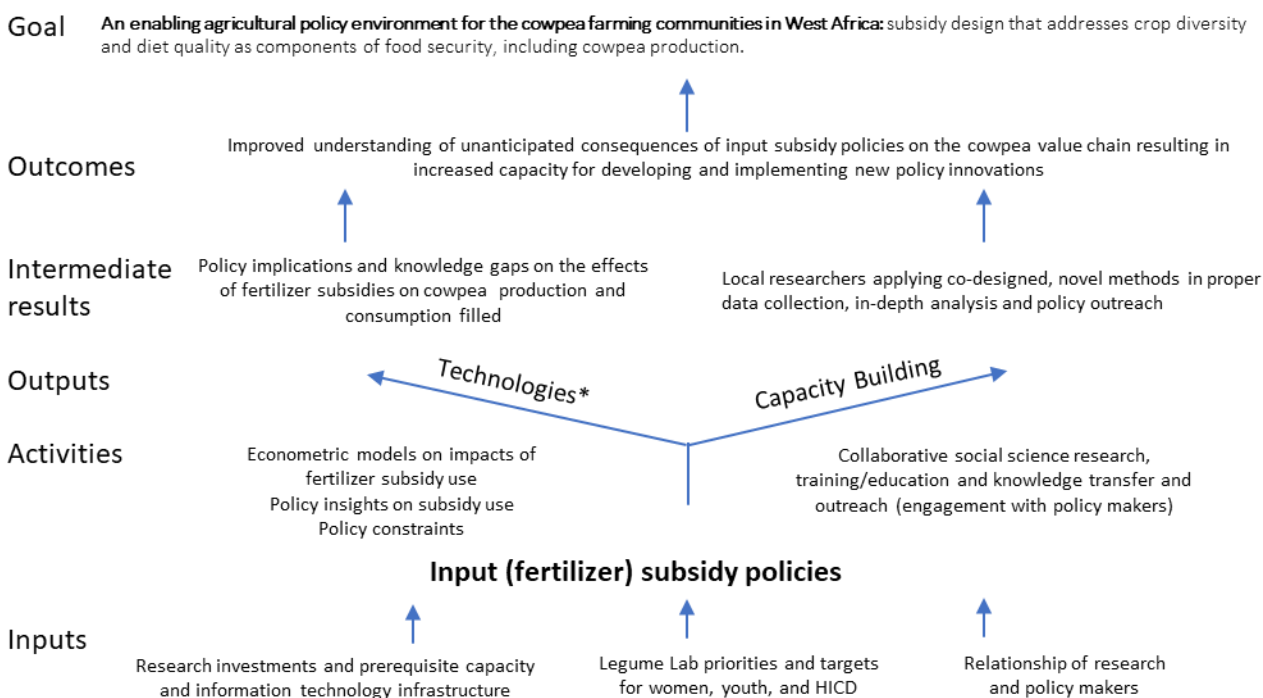 Goal
An enabling agricultural policy environment for the cowpea farming communities in West Africa: subsidy design that addresses crop diversity
and diet quality as components of food security, including cowpea production.
Outcomes
Improved understanding of unanticipated consequences of input subsidy policies on the cowpea value chain resulting in
increased capacity for developing and implementing new policy innovations
Intermediate
results
Policy implications and knowledge gaps on the effects
of fertilizer subsidies on cowpea production and
consumption filled
Local researchers applying co-designed, novel methods in proper
data collection, in-depth analysis and policy outreach
Outputs
Technologies*
Capacity Building
Activities
Econometric models on impacts of
fertilizer subsidy use
Policy insights on subsidy use
Policy constraints
Collaborative social science research,
training/education and knowledge transfer and
outreach (engagement with policy makers)
Input (fertilizer) subsidy policies
Inputs
Research investments and prerequisite capacity
and information technology infrastructure
Legume Lab priorities and targets
for women, youth, and HICD
Relationship of research
and policy makers